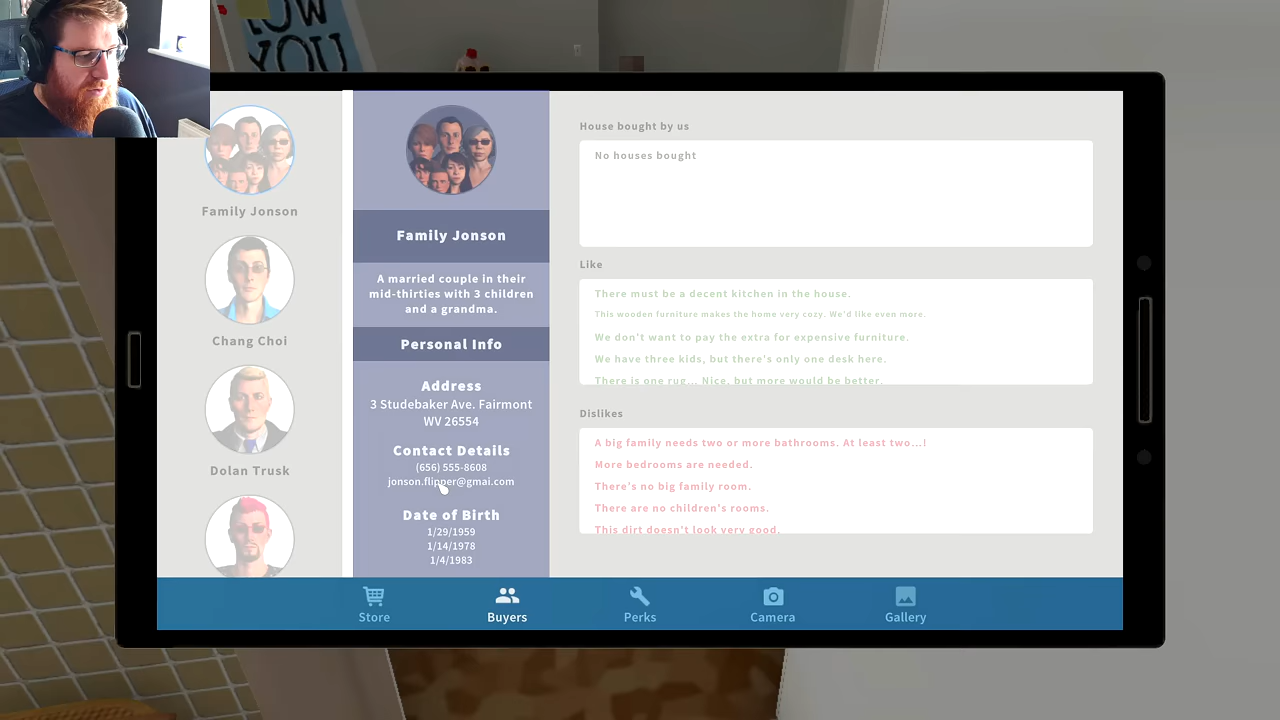 LOW
YOU
Family Jonson
Chang Choi
Dolan Trusk
Family Jonson
A married couple in their
mid-thirties with 3 children
and a grandma.
Personal Info
Address
3 Studebaker Ave. Fairmont
WV 26554
Contact Details
(656) 555-8608
jonson.flipper@gmai.com
Date of Birth
1/29/1959
1/14/1978
1/4/1983
House bought by us
No houses bought
Like
There must be a decent kitchen in the house.
This wooden furniture makes the home very cozy. We'd like even more.
We don't want to pay the extra for expensive furniture.
We have three kids, but there's only one desk here.
There is one rug... Nice, but more would be better.
Dislikes
A big family needs two or more bathrooms. At least two...!
More bedrooms are needed.
There's no big family room.
There are no children's rooms.
This dirt doesn't look very good.
Store
Buyers
Perks
Camera
Gallery